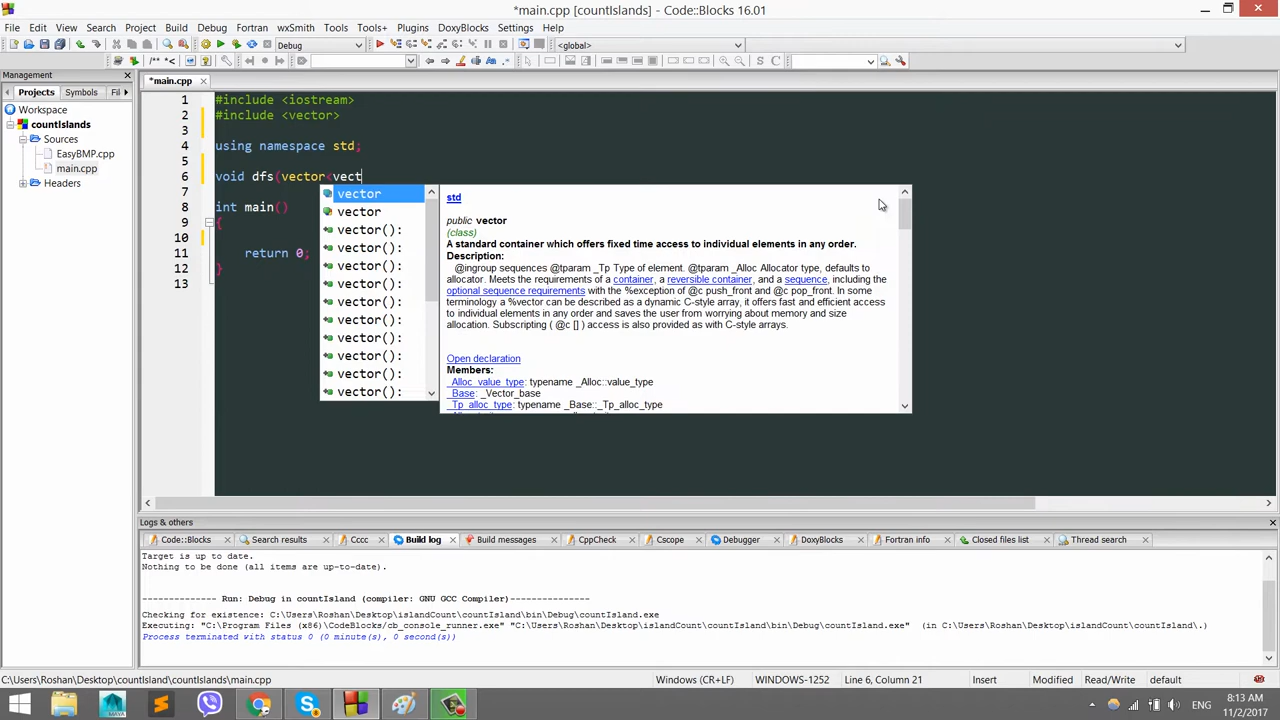 *main.cpp [countIslands] - Code::Blocks 16.01
File Edit View Search Project Build Debug Fortran wxSmith Tools Tools+ Plugins DoxyBlocks Settings Help
Debug <global>
/** *<
S C
Management
Projects Symbols Fil
*main.cpp
Workspace
countIslands
Sources
EasyBMP.cpp
main.cpp
Headers
1 #include <iostream>
2 #include <vector>
3
4 using namespace std;
5
6 void dfs(vector<vect
7
8 int main()
9 {
10
11 return 0;
12 }
13
vector
vector
vector():
vector():
vector():
vector():
vector():
vector():
vector():
vector():
vector():
vector():
std
public vector
(class)
A standard container which offers fixed time access to individual elements in any order.
Description:
@ingroup sequences @tparam _Tp Type of element. @tparam _Alloc Allocator type, defaults to
allocator. Meets the requirements of a container, a reversible container, and a sequence, including the
optional sequence requirements with the %exception of @c push_front and @c pop_front. In some
terminology a %vector can be described as a dynamic C-style array, it offers fast and efficient access
to individual elements in any order and saves the user from worrying about memory and size
allocation. Subscripting ( @c [] ) access is also provided as with C-style arrays.
Open declaration
Members:
_Alloc_value_type: typename _Alloc::value_type
_Base: _Vector_base
_Tp_alloc_type: typename _Base::_Tp_alloc_type
Logs & others
Code::Blocks Search results Cccc Build log Build messages CppCheck Cscope Debugger DoxyBlocks Fortran info Closed files list Thread search
Target is up to date.
Nothing to be done (all items are up-to-date).
-------------- Run: Debug in countIsland (compiler: GNU GCC Compiler)---------------
Checking for existence: C:\Users\Roshan\Desktop\islandCount\countIsland\bin\Debug\countIsland.exe
Executing: "C:\Program Files (x86)\CodeBlocks/cb_console_runner.exe" "C:\Users\Roshan\Desktop\islandCount\countIsland\bin\Debug\countIsland.exe" (in C:\Users\Roshan\Desktop\islandCount\countIsland\.)
Process terminated with status 0 (0 minute(s), 0 second(s))
C:\Users\Roshan\Desktop\countIslands\main.cpp Windows (CR+LF) WINDOWS-1252 Line 6, Column 21 Insert Modified Read/Write default
MAYA
ENG
8:13 AM
11/2/2017